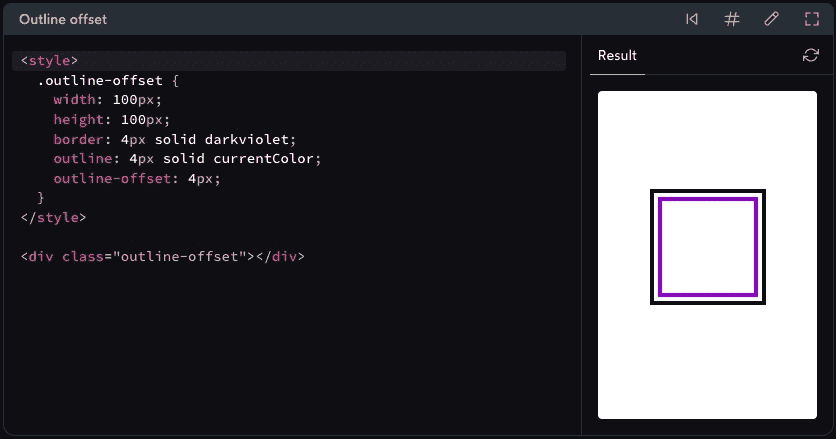 Outline offset
<style>
.outline-offset {
width: 100px;
height: 100px;
border: 4px solid darkviolet;
outline: 4px solid currentColor;
outline-offset: 4px;
}
</style>
<div class="outline-offset"></div>
Result